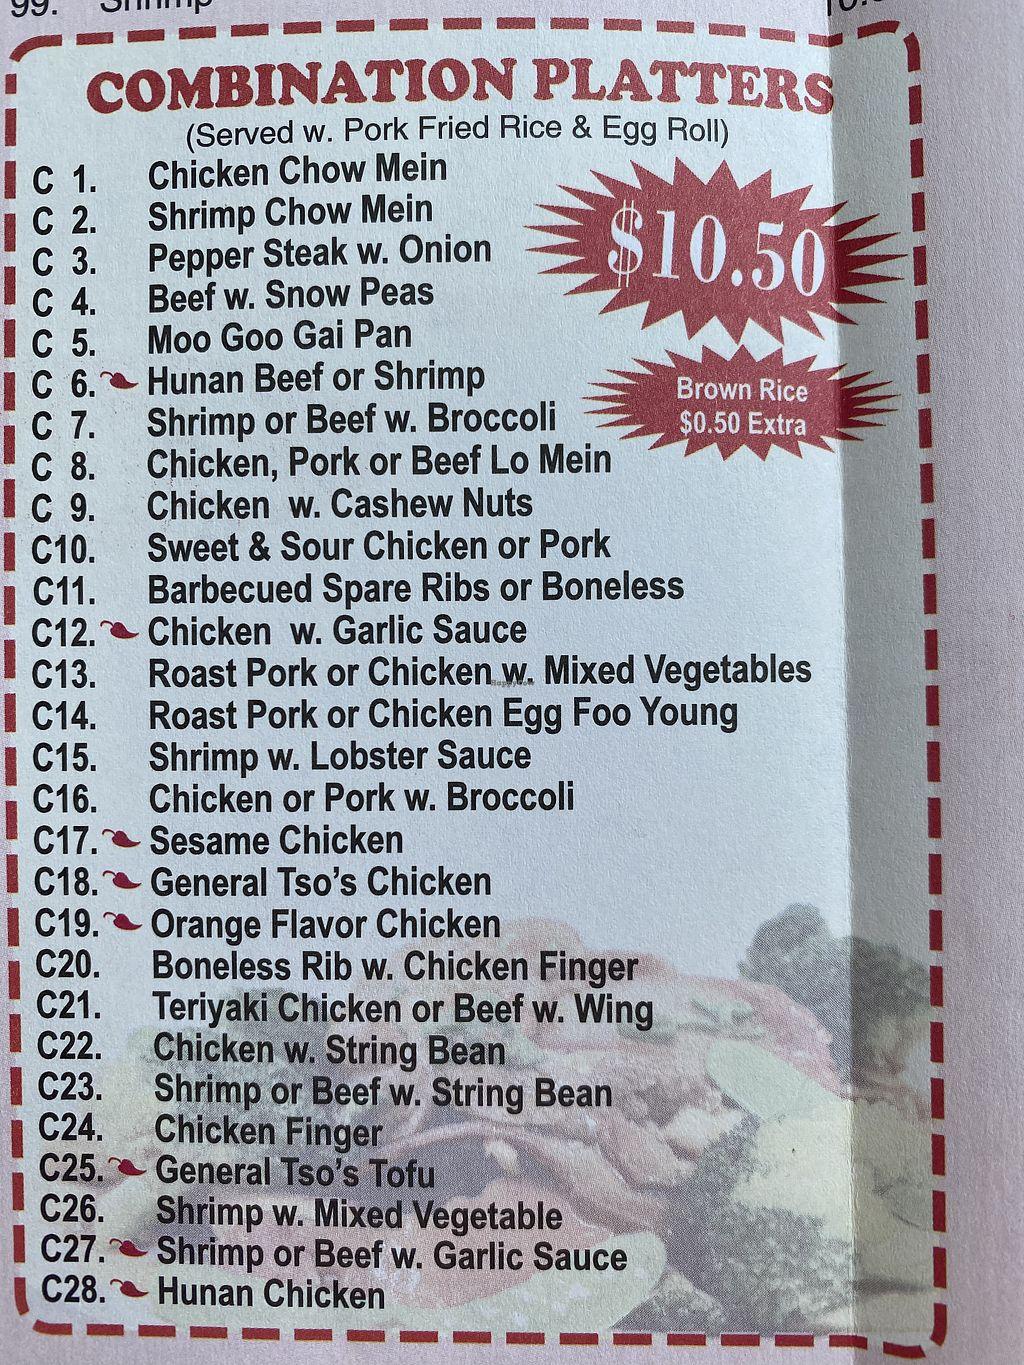 99. Shrimp
COMBINATION PLATTERS
(Served w. Pork Fried Rice & Egg Roll)
$10.50
Brown Rice
$0.50 Extra
C 1. Chicken Chow Mein
C 2. Shrimp Chow Mein
C 3. Pepper Steak w. Onion
C 4. Beef w. Snow Peas
C 5. Moo Goo Gai Pan
C 6. Hunan Beef or Shrimp
C 7. Shrimp or Beef w. Broccoli
C 8. Chicken, Pork or Beef Lo Mein
C 9. Chicken w. Cashew Nuts
C10. Sweet & Sour Chicken or Pork
C11. Barbecued Spare Ribs or Boneless
C12. Chicken w. Garlic Sauce
C13. Roast Pork or Chicken w. Mixed Vegetables
C14. Roast Pork or Chicken Egg Foo Young
C15. Shrimp w. Lobster Sauce
C16. Chicken or Pork w. Broccoli
C17. Sesame Chicken
C18. General Tso's Chicken
C19. Orange Flavor Chicken
C20. Boneless Rib w. Chicken Finger
C21. Teriyaki Chicken or Beef w. Wing
C22. Chicken w. String Bean
C23. Shrimp or Beef w. String Bean
C24. Chicken Finger
C25. General Tso's Tofu
C26. Shrimp w. Mixed Vegetable
C27. Shrimp or Beef w. Garlic Sauce
C28. Hunan Chicken